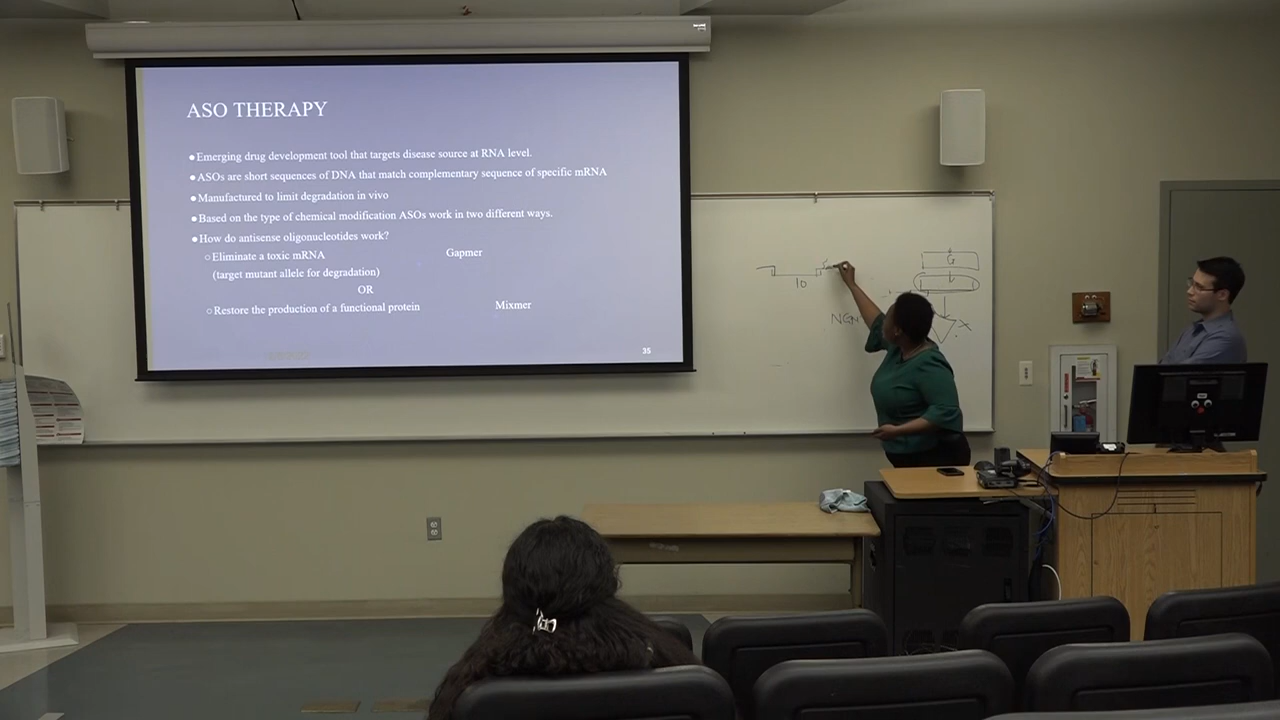 ASO THERAPY
●Emerging drug development tool that targets disease source at RNA level.
●ASOs are short sequences of DNA that match complementary sequence of specific mRNA
●Manufactured to limit degradation in vivo
●Based on the type of chemical modification ASOs work in two different ways.
●How do antisense oligonucleotides work?
○Eliminate a toxic mRNA Gapmer
(target mutant allele for degradation)
OR
○Restore the production of a functional protein Mixmer
35
10
G
X